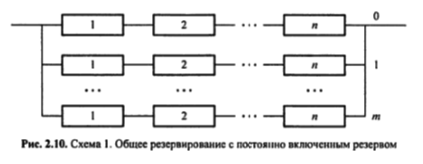 1 2 ... n 0
1 2 ... n 1
... ... ...
1 2 ... n m
Рис. 2.10. Схема 1. Общее резервирование с постоянно включенным резервом